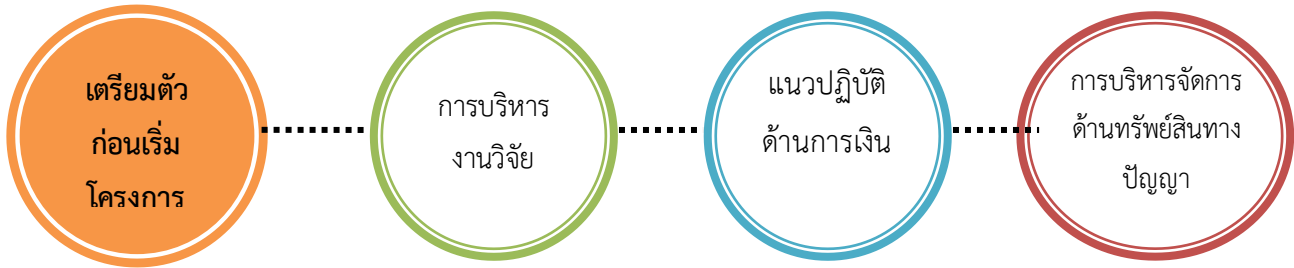 เตรียมตัว
ก่อนเริ่ม
โครงการ
การบริหาร
งานวิจัย
แนวปฏิบัติ
ด้านการเงิน
การบริหารจัดการ
ด้านทรัพย์สินทาง
ปัญญา